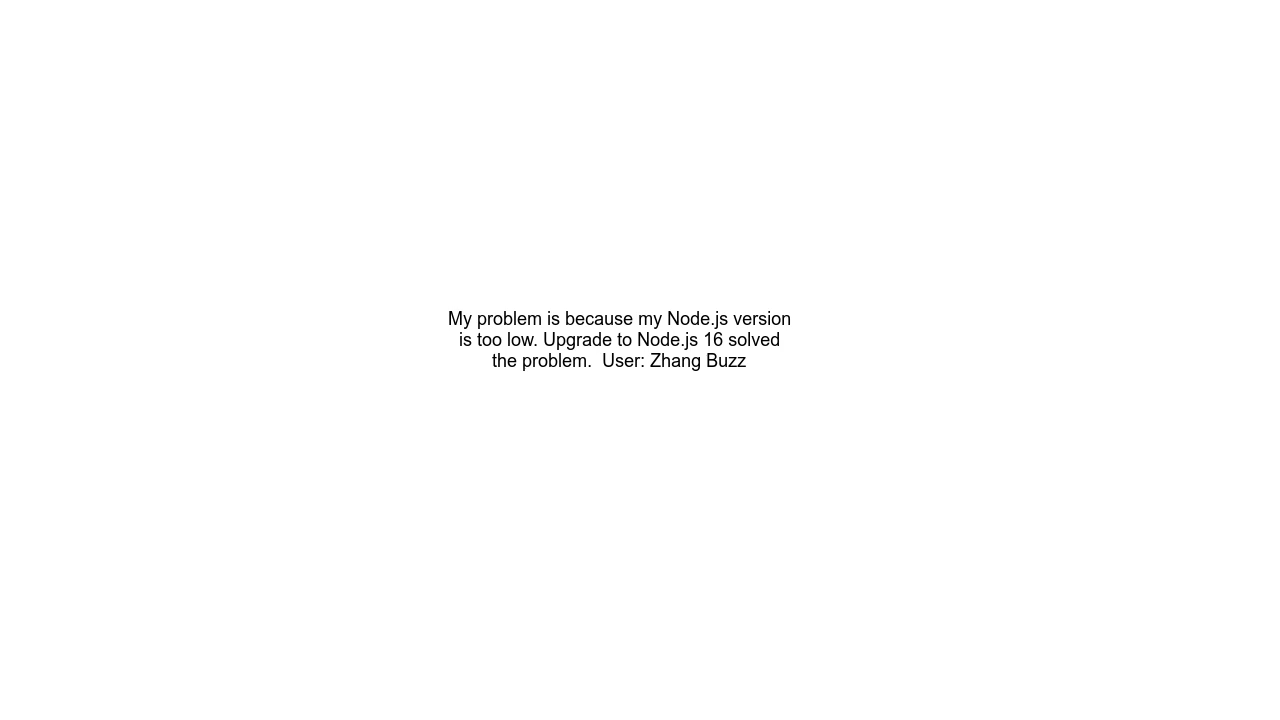 My problem is because my Node.js version
is too low. Upgrade to Node.js 16 solved
the problem.  User: Zhang Buzz